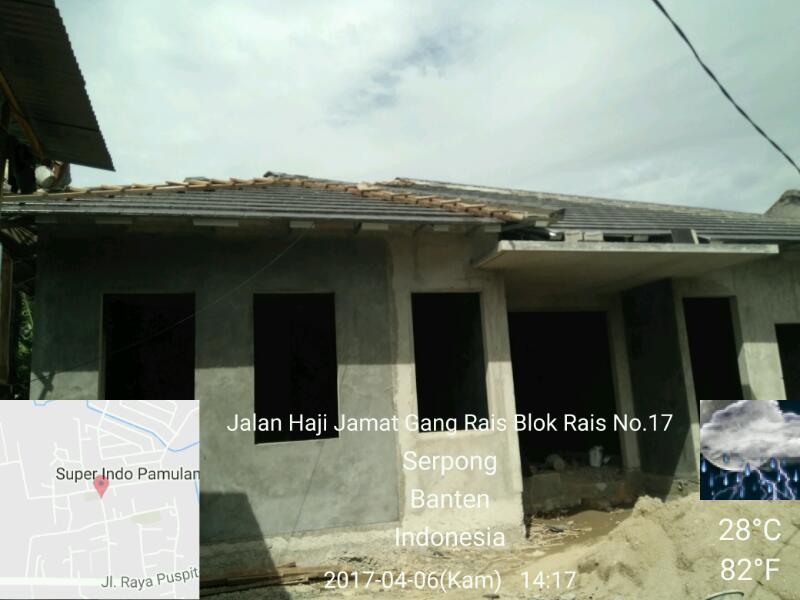 Jalan Haji Jamat Gang Rais Blok Rais No.17
Serpong
Banten
Indonesia
2017-04-06(Kam) 14:17
Super Indo Pamulan
Jl. Raya Puspit
28°C
82°F